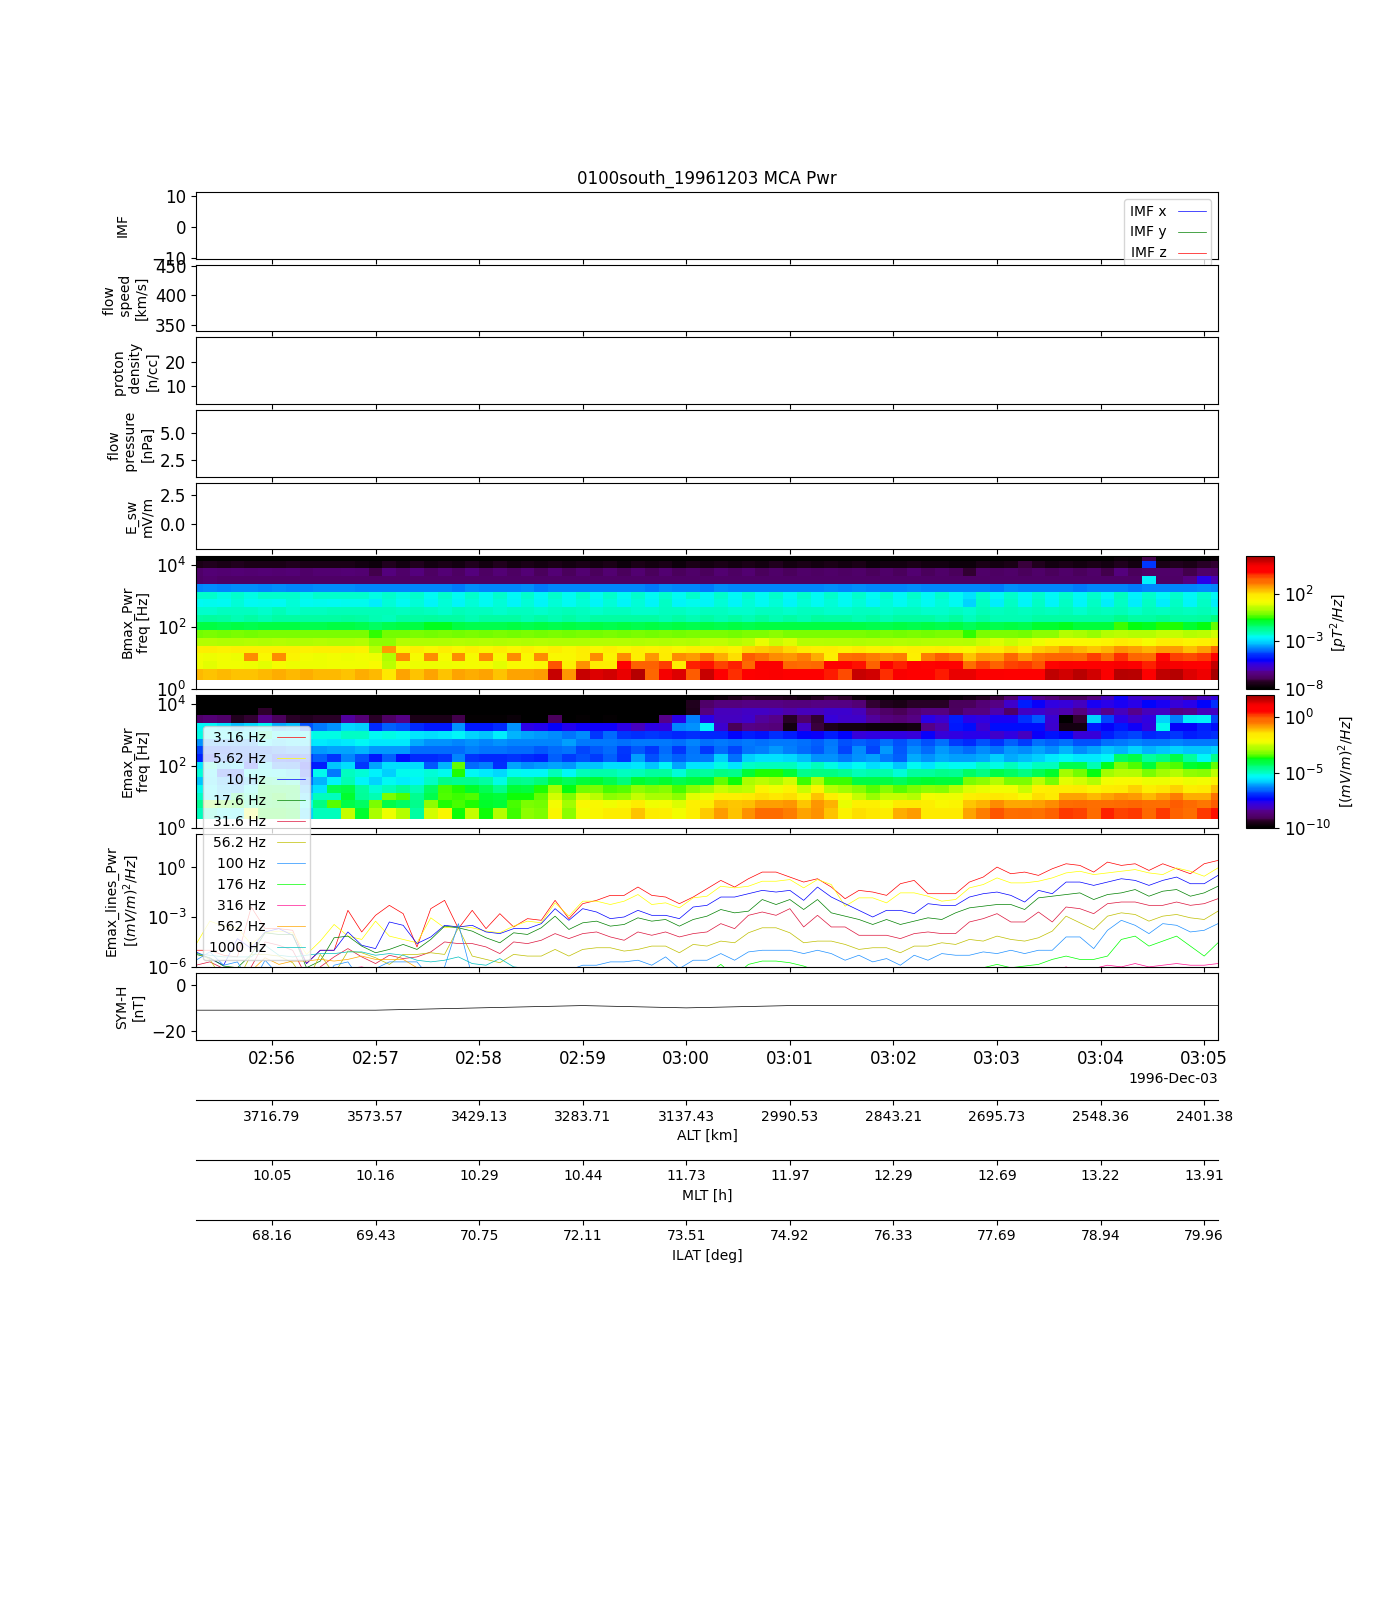 0100south_19961203 MCA Pwr
10
0
−10
IMF
IMF x
IMF y
IMF z
450
400
350
flow
speed
[km/s]
20
10
proton
density
[n/cc]
5.0
2.5
flow
pressure
[nPa]
2.5
0.0
E_sw
mV/m
10^4
10^2
10^0
Bmax_Pwr
freq [Hz]
10^2
10^−3
10^−8
[pT^2/Hz]
10^4
10^2
10^0
Emax_Pwr
freq [Hz]
10^0
10^−5
10^−10
[(mV/m)^2/Hz]
3.16 Hz
5.62 Hz
10 Hz
17.6 Hz
31.6 Hz
56.2 Hz
100 Hz
176 Hz
316 Hz
562 Hz
1000 Hz
10^0
10^−3
10^−6
Emax_lines_Pwr
[(mV/m)^2/Hz]
0
−20
SYM-H
[nT]
02:56 02:57 02:58 02:59 03:00 03:01 03:02 03:03 03:04 03:05
1996-Dec-03
3716.79 3573.57 3429.13 3283.71 3137.43 2990.53 2843.21 2695.73 2548.36 2401.38
ALT [km]
10.05 10.16 10.29 10.44 11.73 11.97 12.29 12.69 13.22 13.91
MLT [h]
68.16 69.43 70.75 72.11 73.51 74.92 76.33 77.69 78.94 79.96
ILAT [deg]